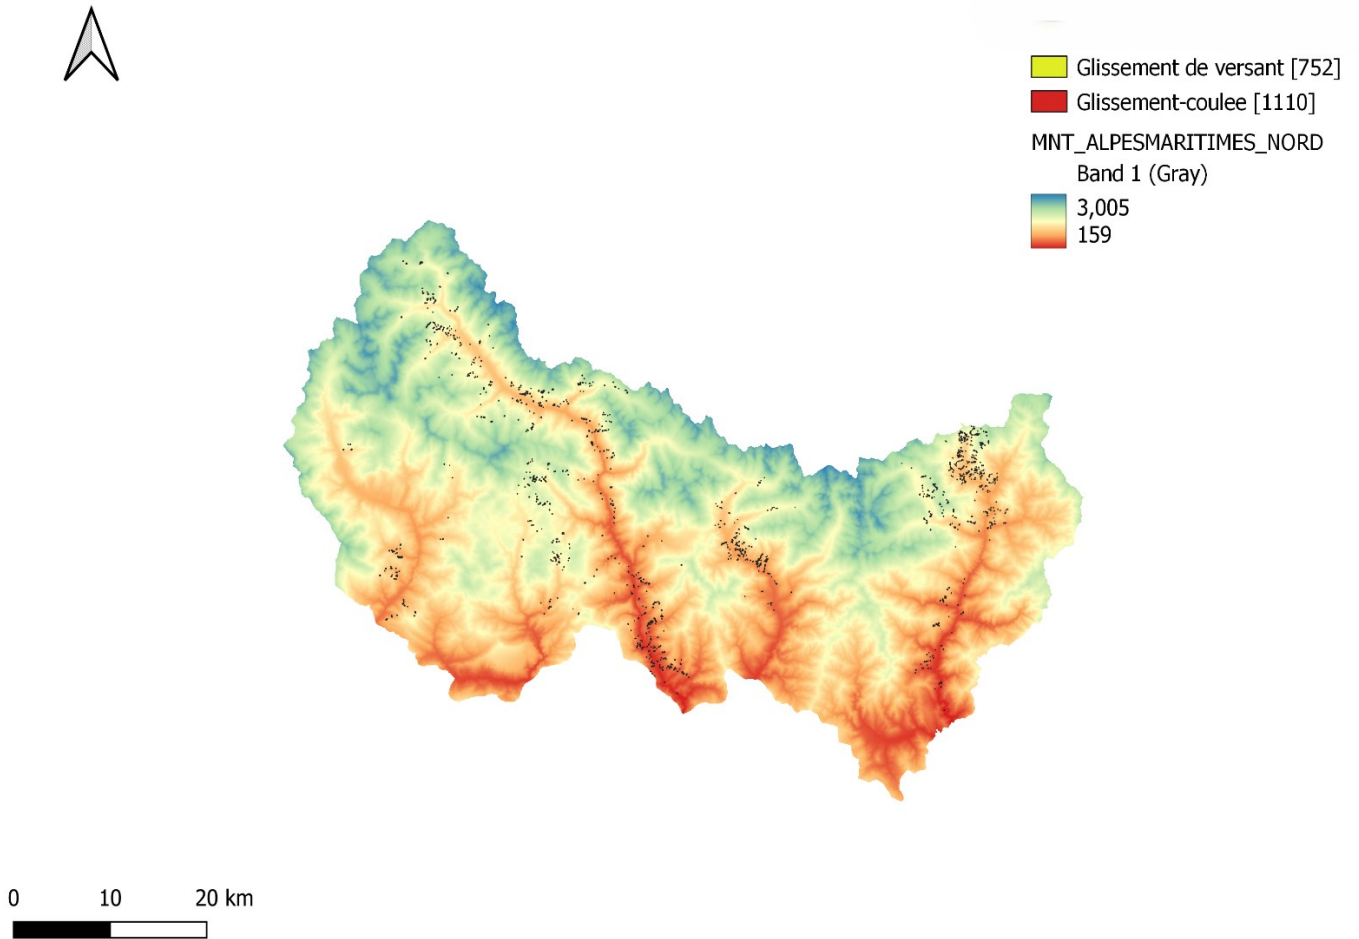 Glissement de versant [752]
Glissement-coulee [1110]
MNT_ALPESMARITIMES_NORD
Band 1 (Gray)
3,005
159
0 10 20 km